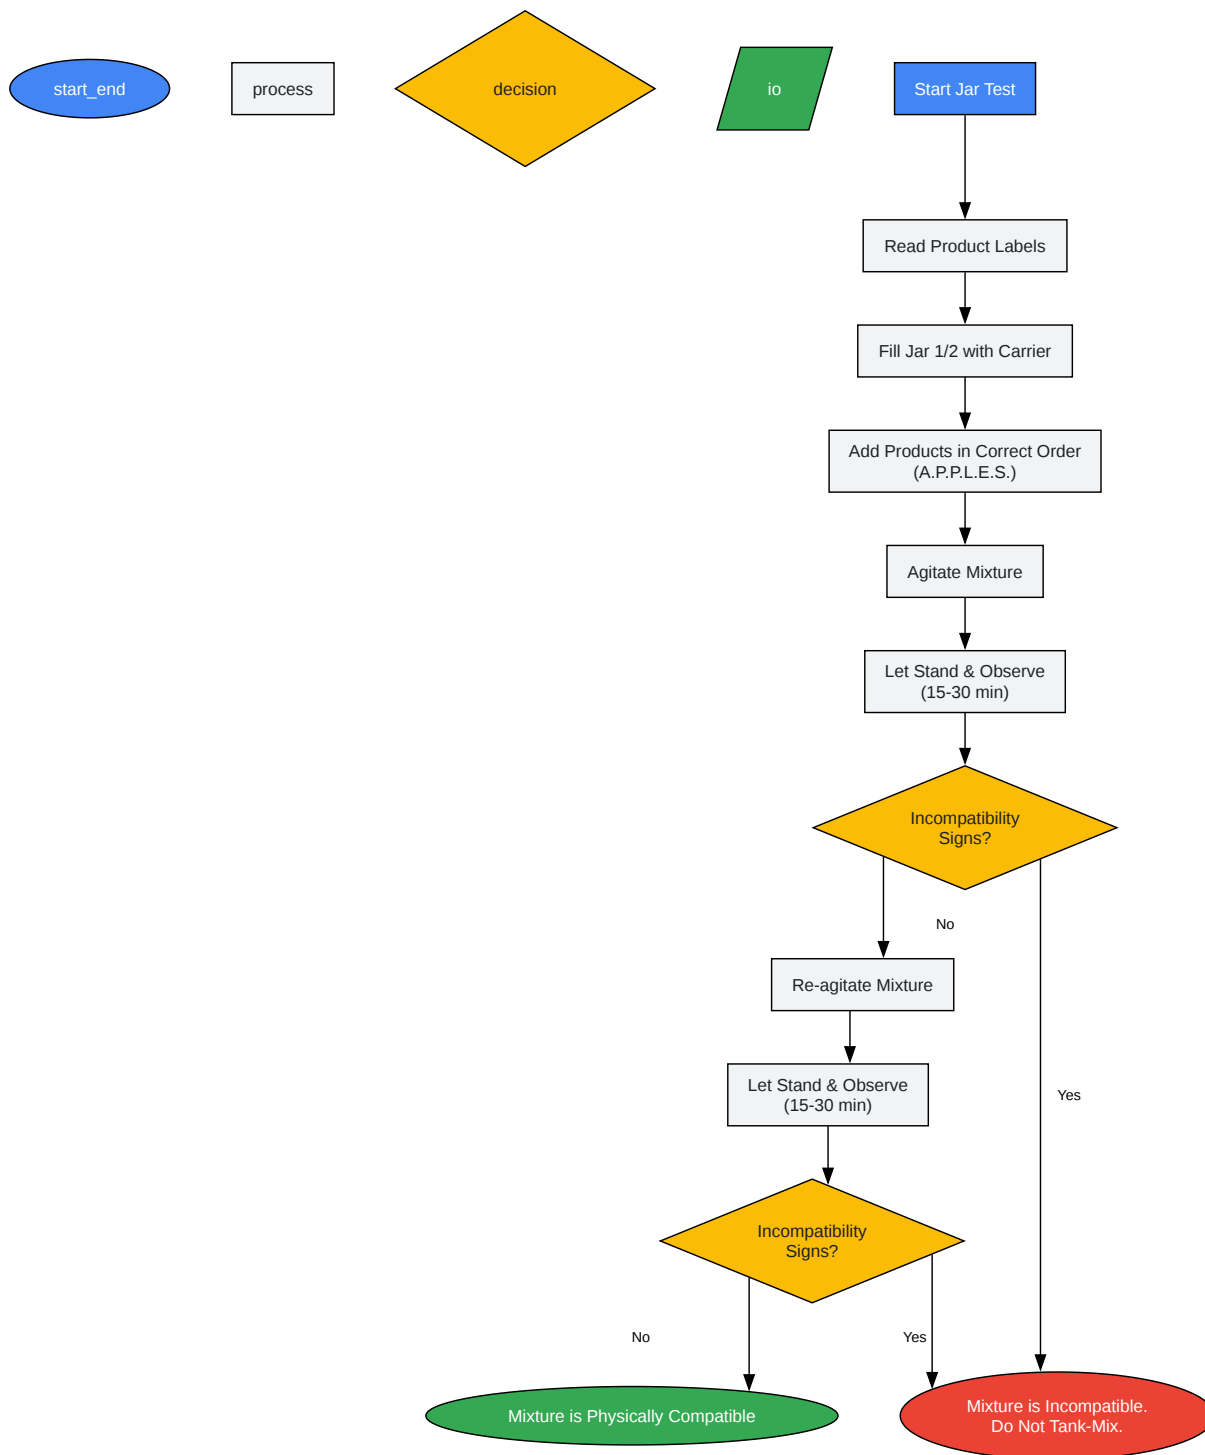 start_end
process
decision
io
Start Jar Test
Read Product Labels
Fill Jar 1/2 with Carrier
Add Products in Correct Order
(A.P.P.L.E.S.)
Agitate Mixture
Let Stand & Observe
(15-30 min)
Incompatibility
Signs?
No
Re-agitate Mixture
Let Stand & Observe
(15-30 min)
Yes
Incompatibility
Signs?
No
Yes
Mixture is Physically Compatible
Mixture is Incompatible.
Do Not Tank-Mix.